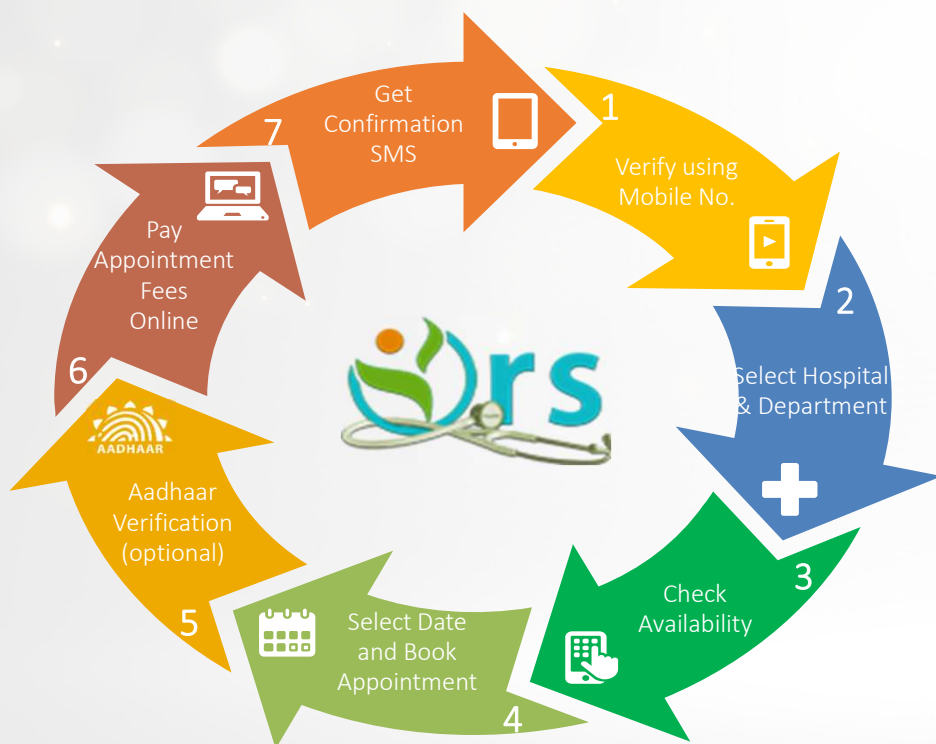 1
Verify using
Mobile No.
2
Select Hospital
& Department
3
Check
Availability
4
Select Date
and Book
Appointment
5
Aadhaar
Verification
(optional)
AADHAAR
6
Pay
Appointment
Fees
Online
7
Get
Confirmation
SMS
Ors